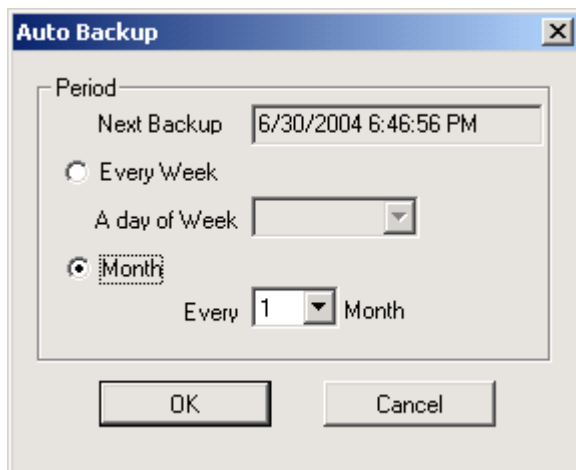 Auto Backup
Period
Next Backup 6/30/2004 6:46:56 PM
Every Week
A day of Week
Month
Every 1 Month
OK Cancel